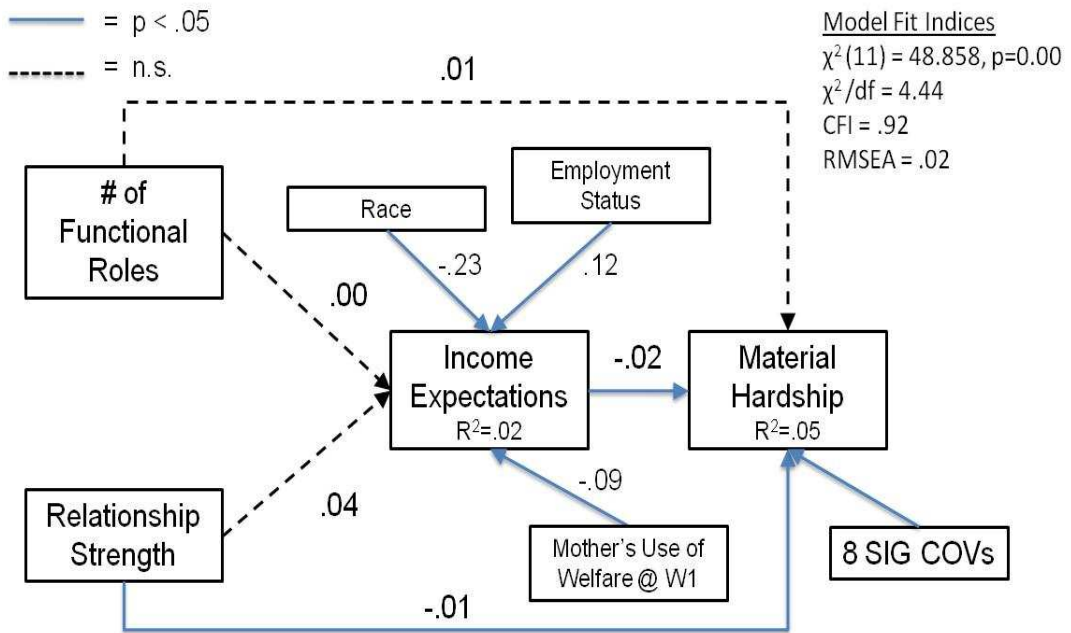 = p < .05
= n.s.
Model Fit Indices
χ²(11) = 48.858, p=0.00
χ²/df = 4.44
CFI = .92
RMSEA = .02
.01
# of
Functional
Roles
Race
Employment
Status
-.23
.12
.00
Income
Expectations
R²=.02
-.02
Material
Hardship
R²=.05
Relationship
Strength
.04
-.09
Mother's Use of
Welfare @ W1
8 SIG COVs
-.01